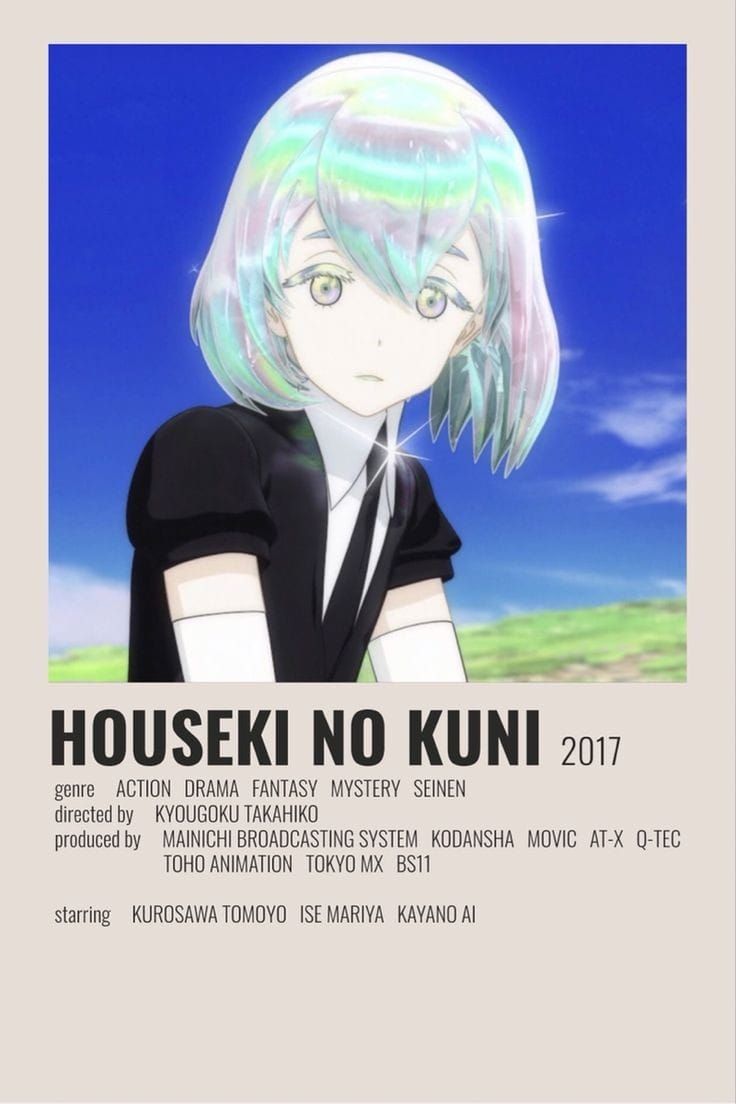 HOUSEKI NO KUNI 2017
genre ACTION DRAMA FANTASY MYSTERY SEINEN
directed by KYOUGOKU TAKAHIKO
produced by MAINICHI BROADCASTING SYSTEM KODANSHA MOVIC AT-X Q-TEC
TOHO ANIMATION TOKYO MX BS11
starring KUROSAWA TOMOYO ISE MARIYA KAYANO AI